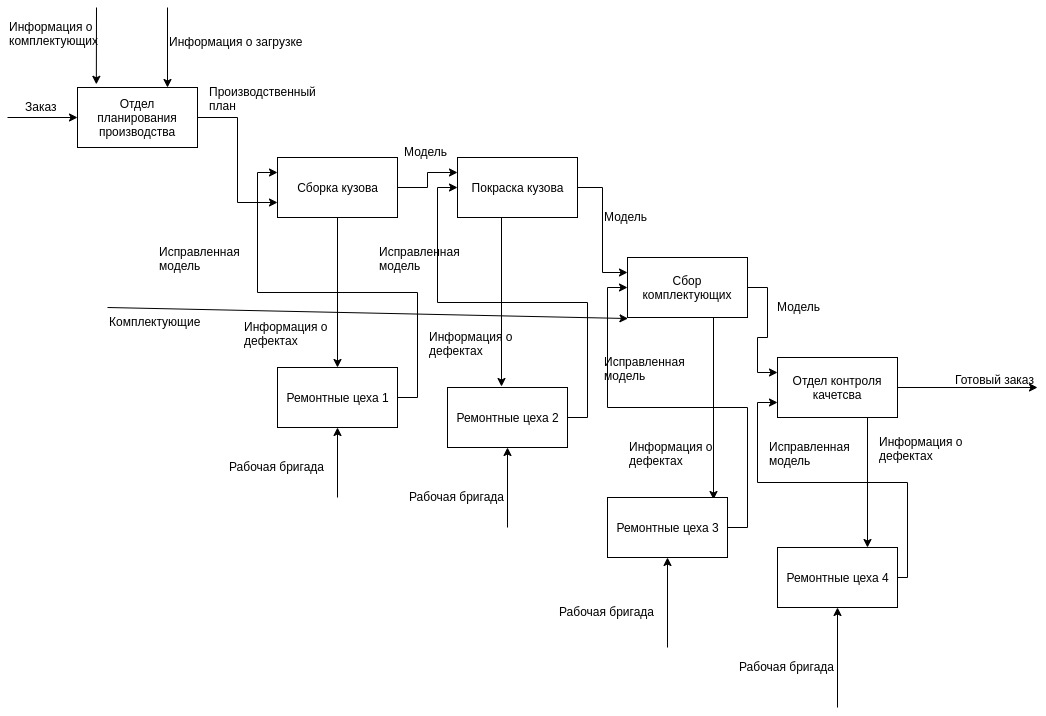 Информация о
комплектующих
Информация о загрузке
Заказ
Отдел
планирования
производства
Производственный
план
Сборка кузова
Модель
Покраска кузова
Модель
Исправленная
модель
Исправленная
модель
Сбор
комплектующих
Комплектующие
Модель
Информация о
дефектах
Информация о
дефектах
Исправленная
модель
Отдел контроля
качетсва
Готовый заказ
Ремонтные цеха 1
Ремонтные цеха 2
Информация о
дефектах
Исправленная
модель
Информация о
дефектах
Рабочая бригада
Рабочая бригада
Ремонтные цеха 3
Ремонтные цеха 4
Рабочая бригада
Рабочая бригада